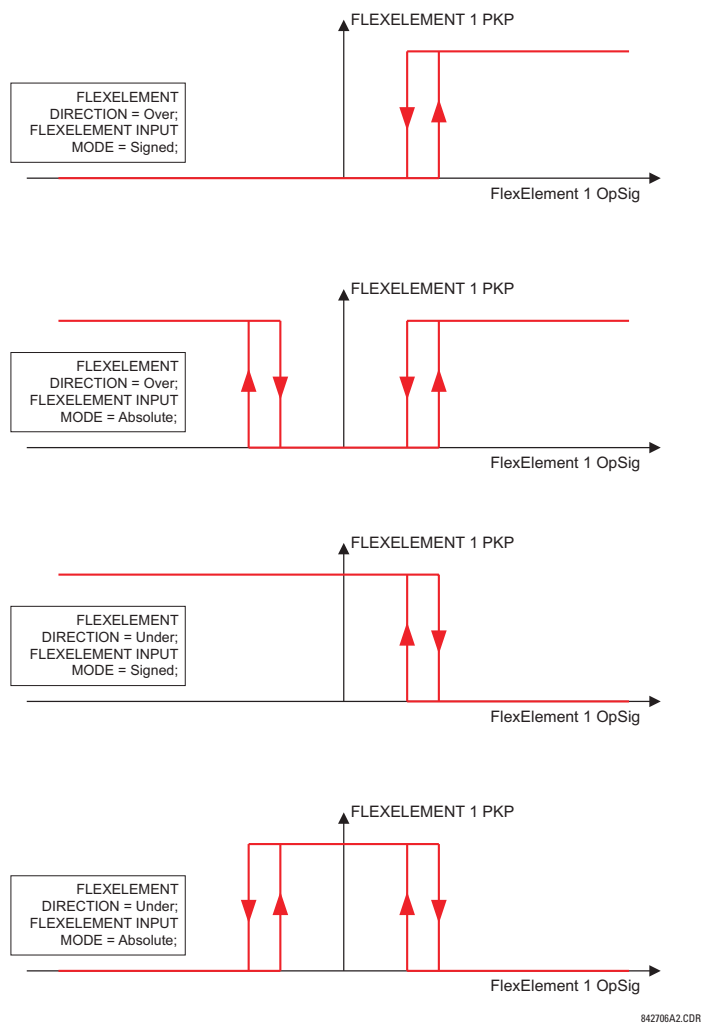 FLEXELEMENT 1 PKP
FLEXELEMENT
DIRECTION = Over;
FLEXELEMENT INPUT
MODE = Signed;
FlexElement 1 OpSig
FLEXELEMENT 1 PKP
FLEXELEMENT
DIRECTION = Over;
FLEXELEMENT INPUT
MODE = Absolute;
FlexElement 1 OpSig
FLEXELEMENT 1 PKP
FLEXELEMENT
DIRECTION = Under;
FLEXELEMENT INPUT
MODE = Signed;
FlexElement 1 OpSig
FLEXELEMENT 1 PKP
FLEXELEMENT
DIRECTION = Under;
FLEXELEMENT INPUT
MODE = Absolute;
FlexElement 1 OpSig
842706A2.CDR